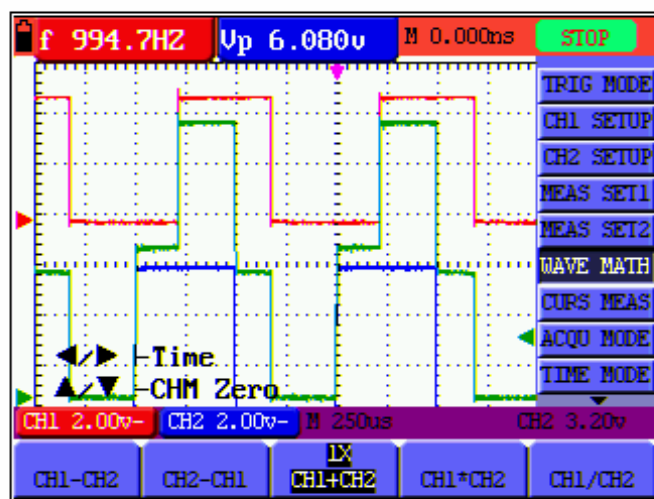 f 994.7HZ Vp 6.080v M 0.000ns STOP
TRIG MODE
CH1 SETUP
CH2 SETUP
MEAS SET1
MEAS SET2
WAVE MATH
CURS MEAS
ACQU MODE
TIME MODE
◀/▶ -Time
▲/▼ -CHM Zero
CH1 2.00v- CH2 2.00v- M 250us CH2 3.20v
1X
CH1-CH2 CH2-CH1 CH1+CH2 CH1*CH2 CH1/CH2